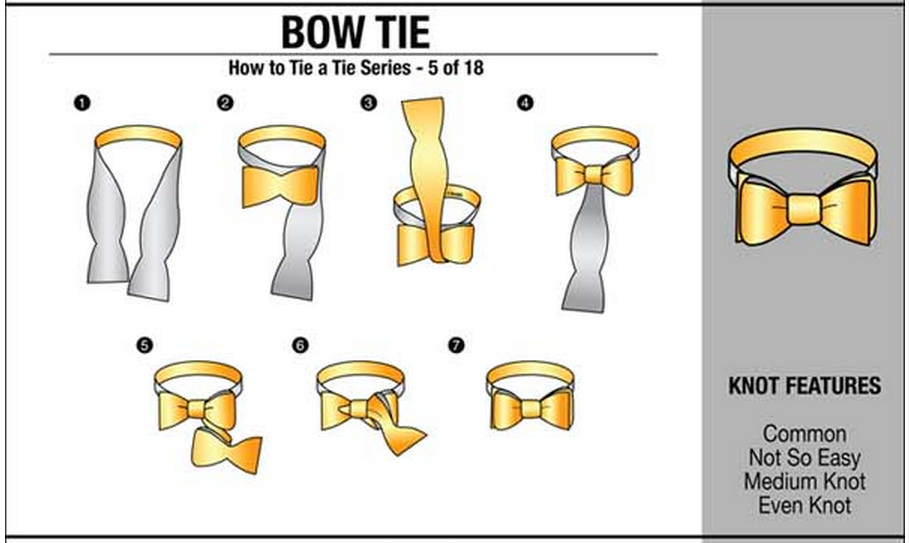 BOW TIE
How to Tie a Tie Series - 5 of 18
1
2
3
4
5
6
7
KNOT FEATURES
Common
Not So Easy
Medium Knot
Even Knot